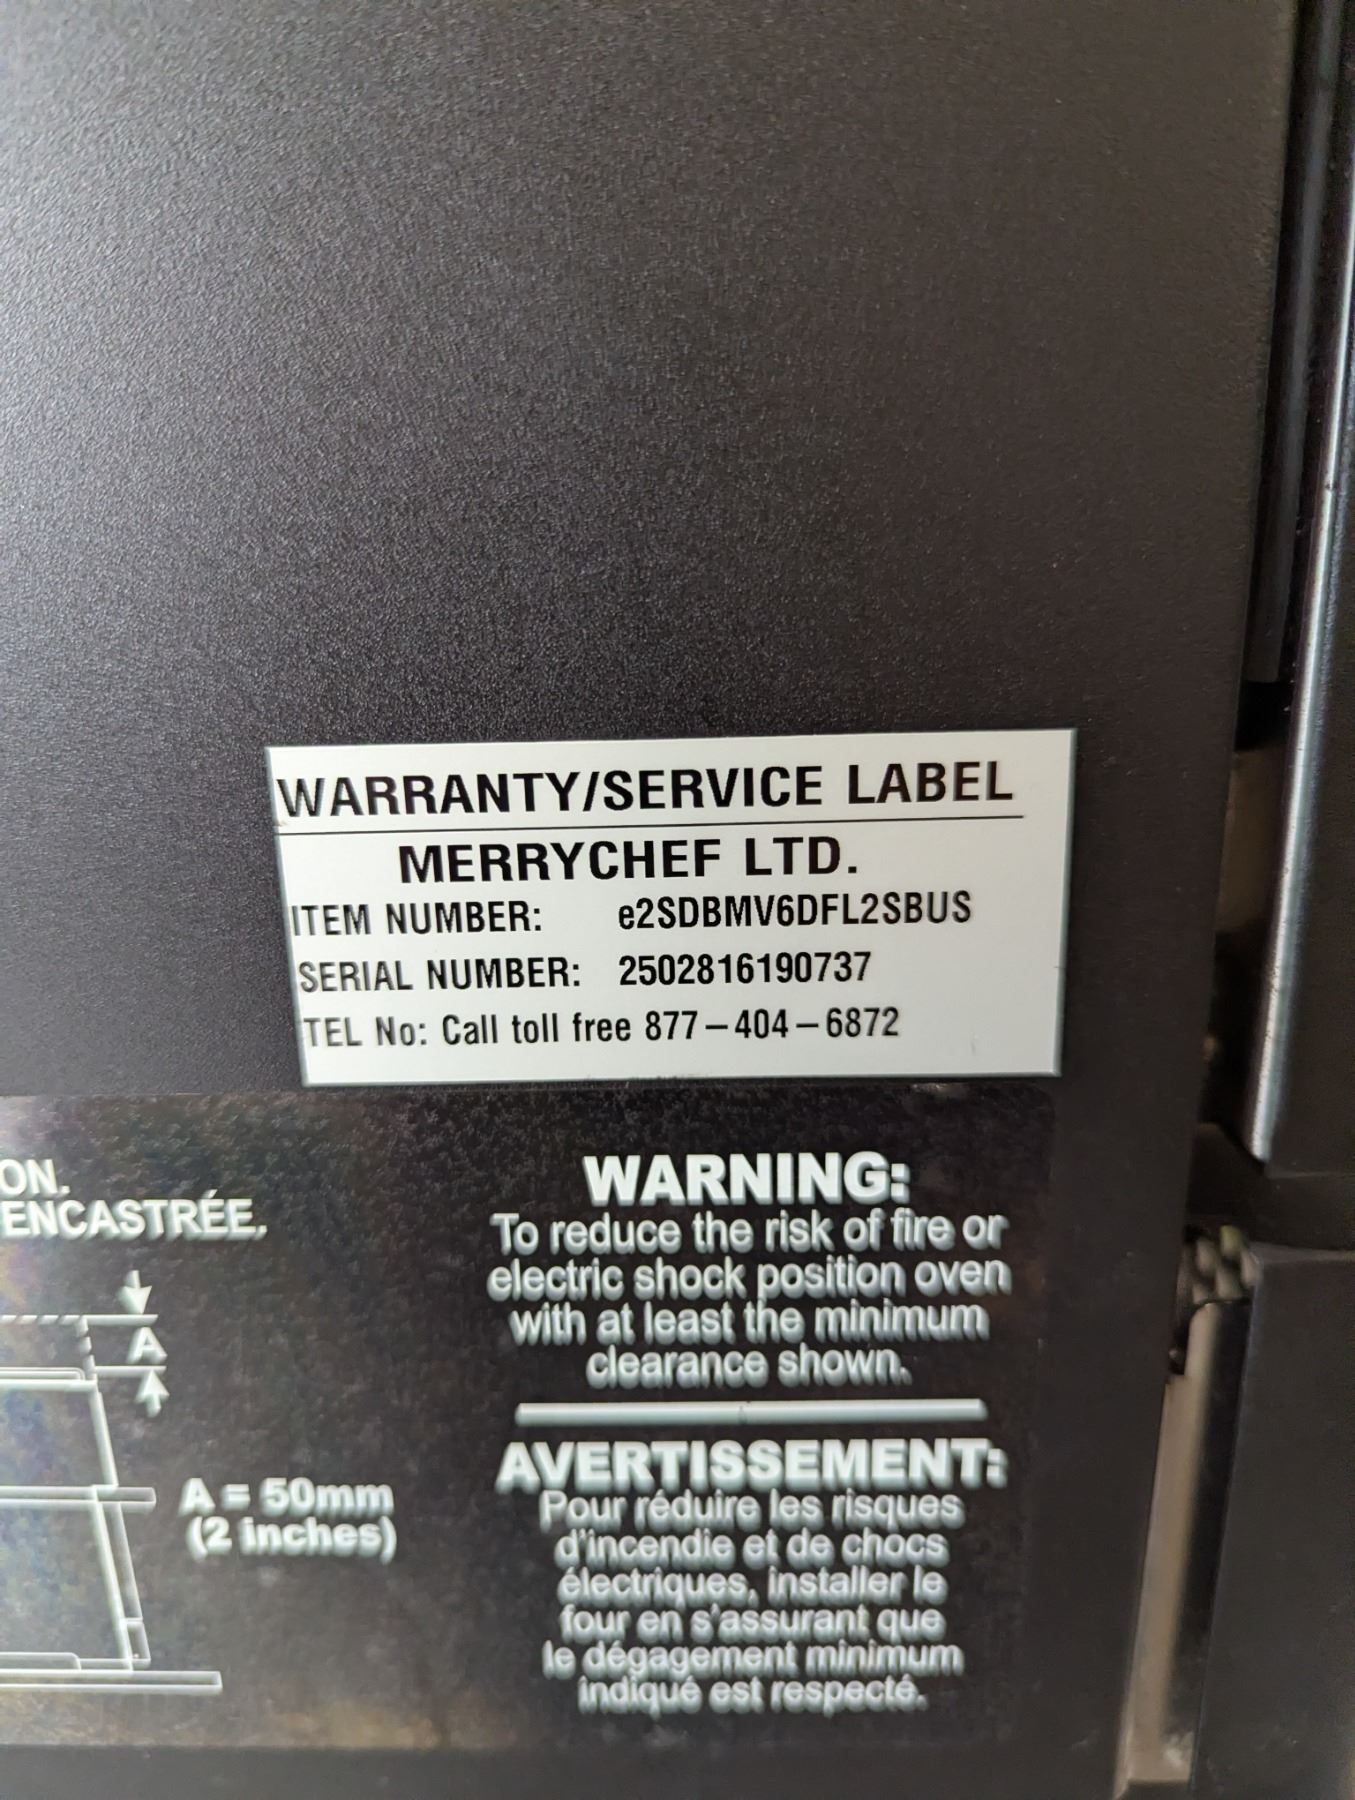 WARRANTY/SERVICE LABEL
MERRYCHEF LTD.
ITEM NUMBER: e2SDBMV6DFL2SBUS
SERIAL NUMBER: 2502816190737
TEL No: Call toll free 877-404-6872
ON.
ENCASTRÉE.
A
A = 50mm
(2 inches)
WARNING:
To reduce the risk of fire or
electric shock position oven
with at least the minimum
clearance shown.
AVERTISSEMENT:
Pour réduire les risques
d'incendie et de chocs
électriques, installer le
four en s'assurant que
le dégagement minimum
indiqué est respecté.